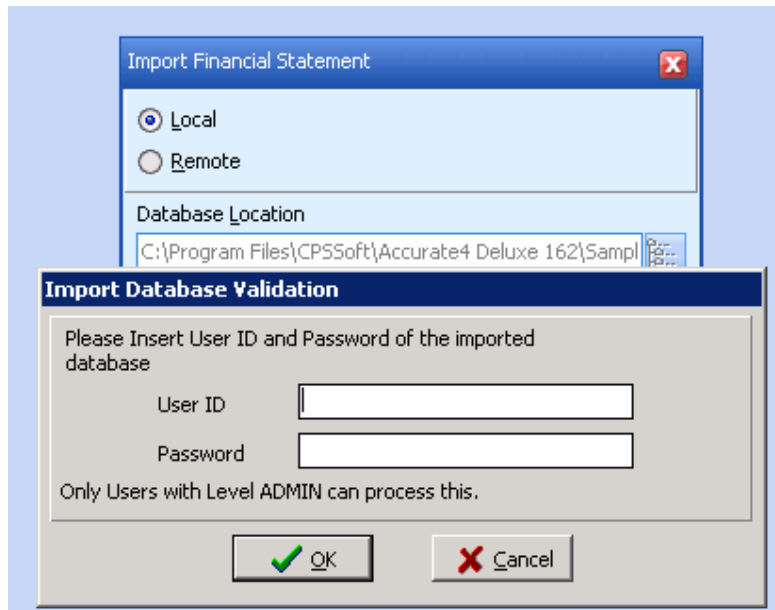 Import Financial Statement
Local
Remote
Database Location
C:\Program Files\CPSSoft\Accurate4 Deluxe 162\Sampl
Import Database Validation
Please Insert User ID and Password of the imported
database
User ID
Password
Only Users with Level ADMIN can process this.
OK
Cancel